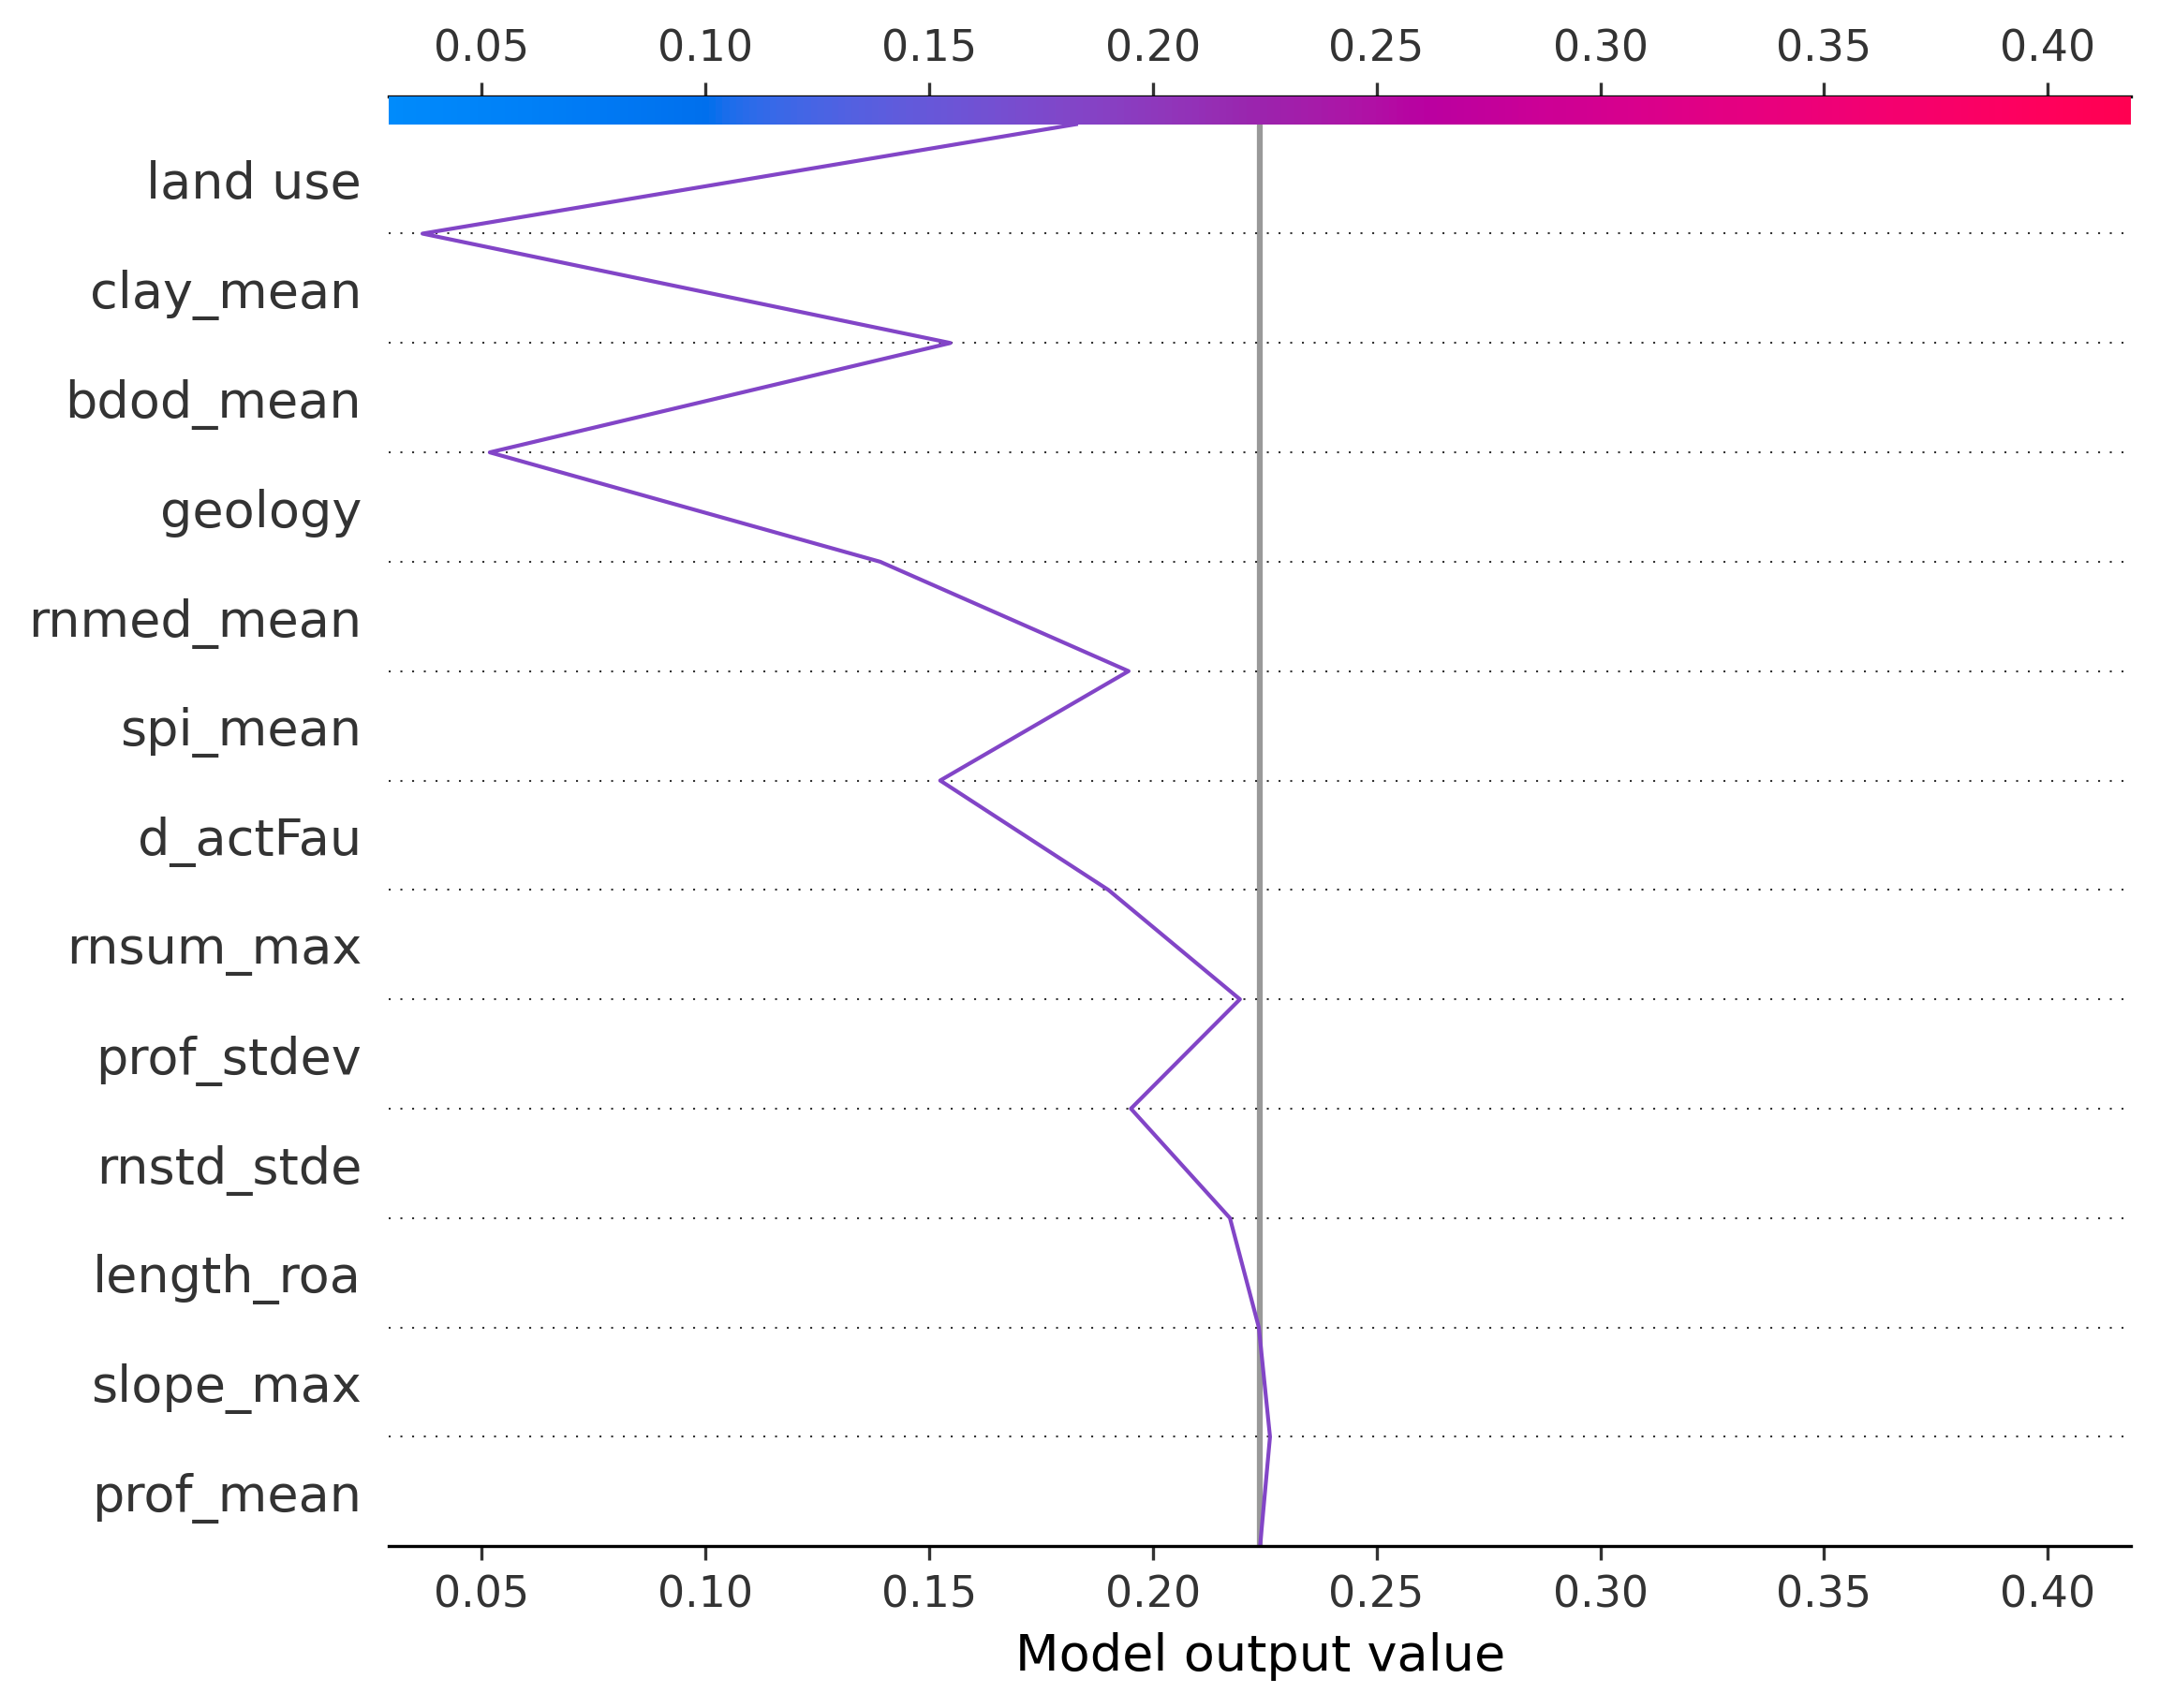 0.05 0.10 0.15 0.20 0.25 0.30 0.35 0.40
land use
clay_mean
bdod_mean
geology
rnmed_mean
spi_mean
d_actFau
rnsum_max
prof_stdev
rnstd_stde
length_roa
slope_max
prof_mean
0.05 0.10 0.15 0.20 0.25 0.30 0.35 0.40
Model output value